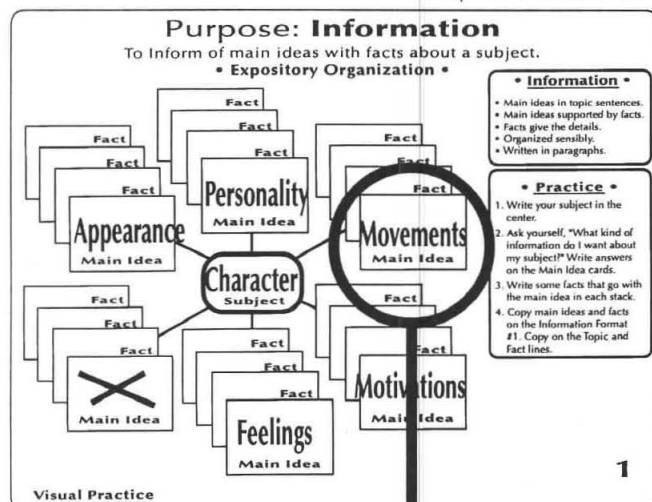 Purpose: Information
To Inform of main ideas with facts about a subject.
• Expository Organization •
Fact
Fact
Fact
Personality
Main Idea
Fact
Fact
Fact
Appearance
Main Idea
Fact
Fact
Fact
Movements
Main Idea
Character
Subject
Fact
Fact
Fact
Main Idea
Fact
Fact
Fact
Feelings
Main Idea
Fact
Fact
Fact
Motivations
Main Idea
• Information •
• Main ideas in topic sentences.
• Main ideas supported by facts.
• Facts give the details.
• Organized sensibly.
• Written in paragraphs.
• Practice •
1. Write your subject in the
center.
2. Ask yourself, "What kind of
information do I want about
my subject?" Write answers
on the Main Idea cards.
3. Write some facts that go with
the main idea in each stack.
4. Copy main ideas and facts
on the Information Format
#1. Copy on the Topic and
Fact lines.
Visual Practice
1